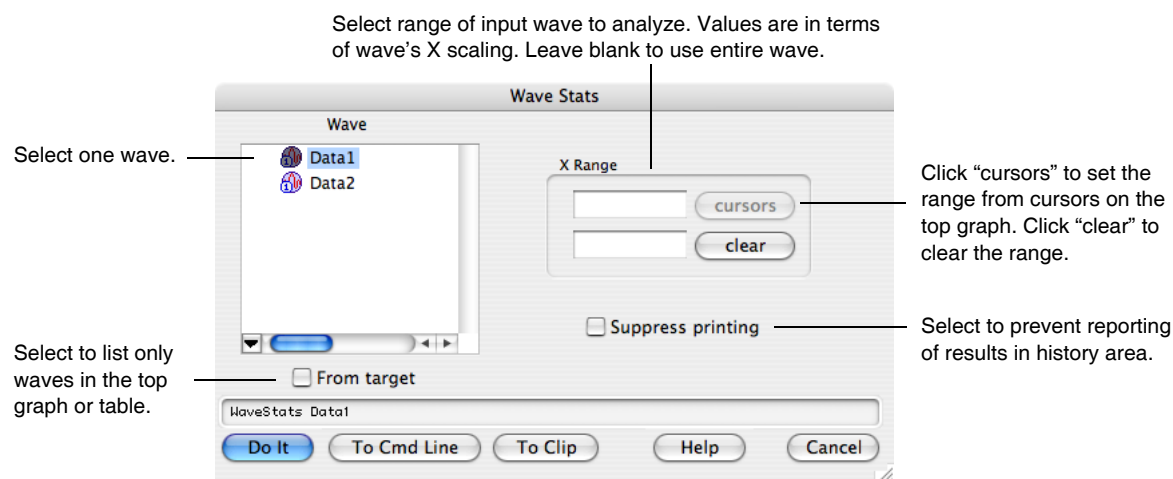 Select range of input wave to analyze. Values are in terms
of wave's X scaling. Leave blank to use entire wave.
Wave Stats
Wave
Select one wave.
Data1
Data2
X Range
cursors
clear
Click “cursors” to set the
range from cursors on the
top graph. Click “clear” to
clear the range.
Suppress printing
Select to prevent reporting
of results in history area.
Select to list only
waves in the top
graph or table.
From target
WaveStats Data1
Do It
To Cmd Line
To Clip
Help
Cancel